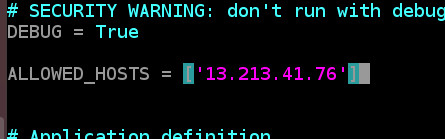 # SECURITY WARNING: don't run with debug
DEBUG = True
ALLOWED_HOSTS = ['13.213.41.76']
# Application definition